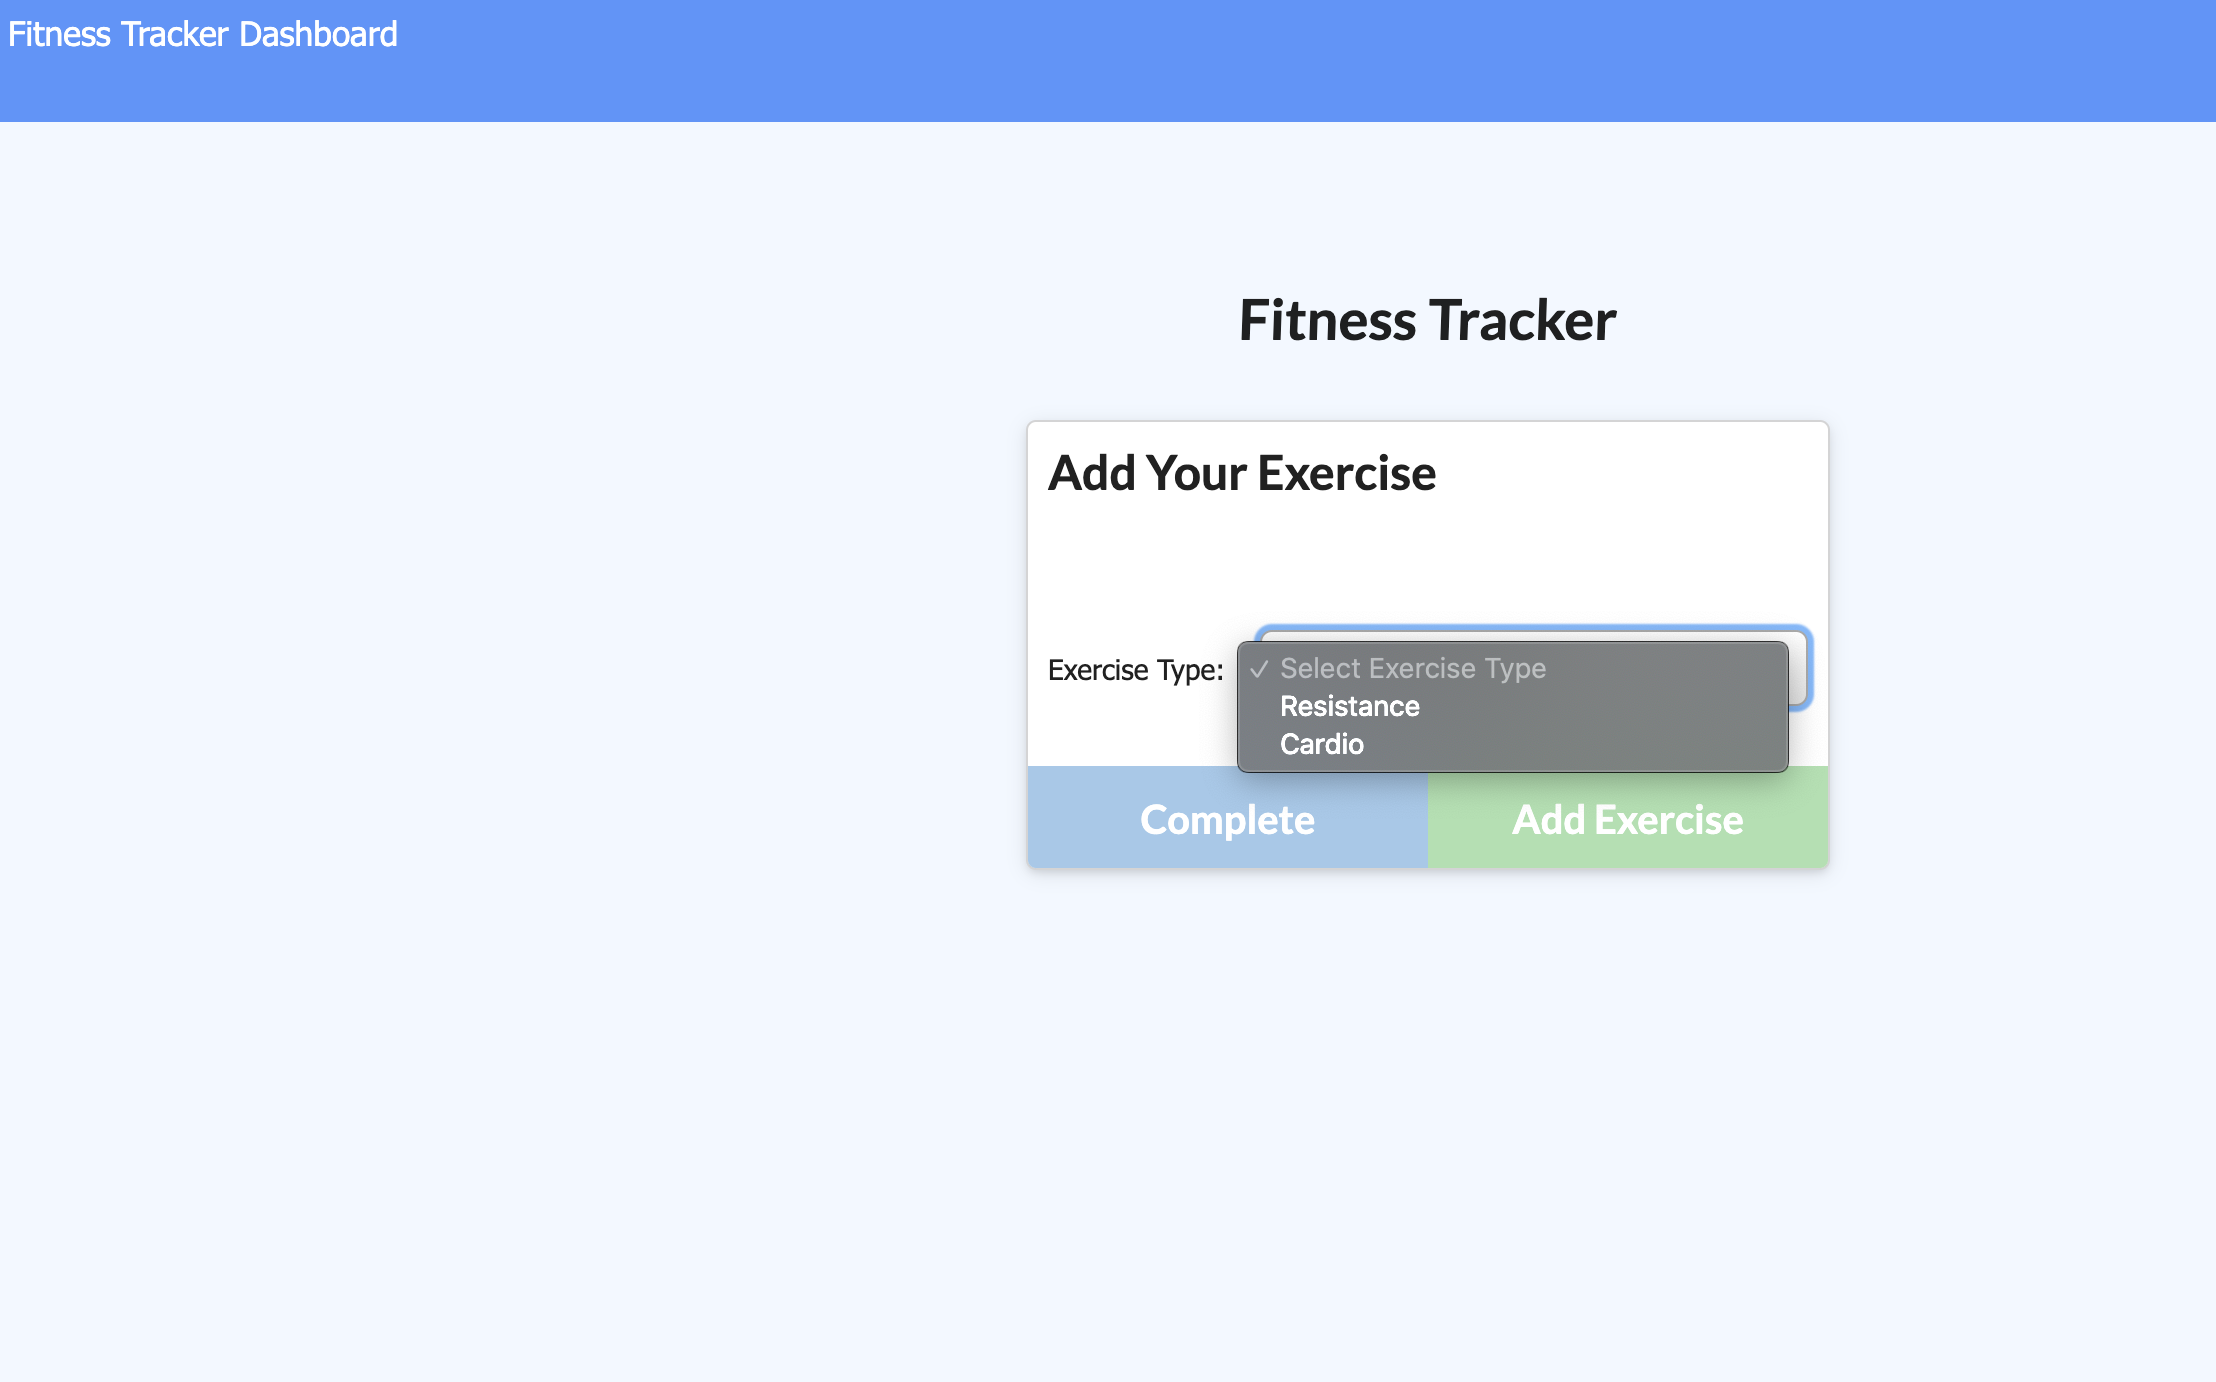 Fitness Tracker Dashboard
Fitness Tracker
Add Your Exercise
Exercise Type:
✓ Select Exercise Type
Resistance
Cardio
Complete
Add Exercise